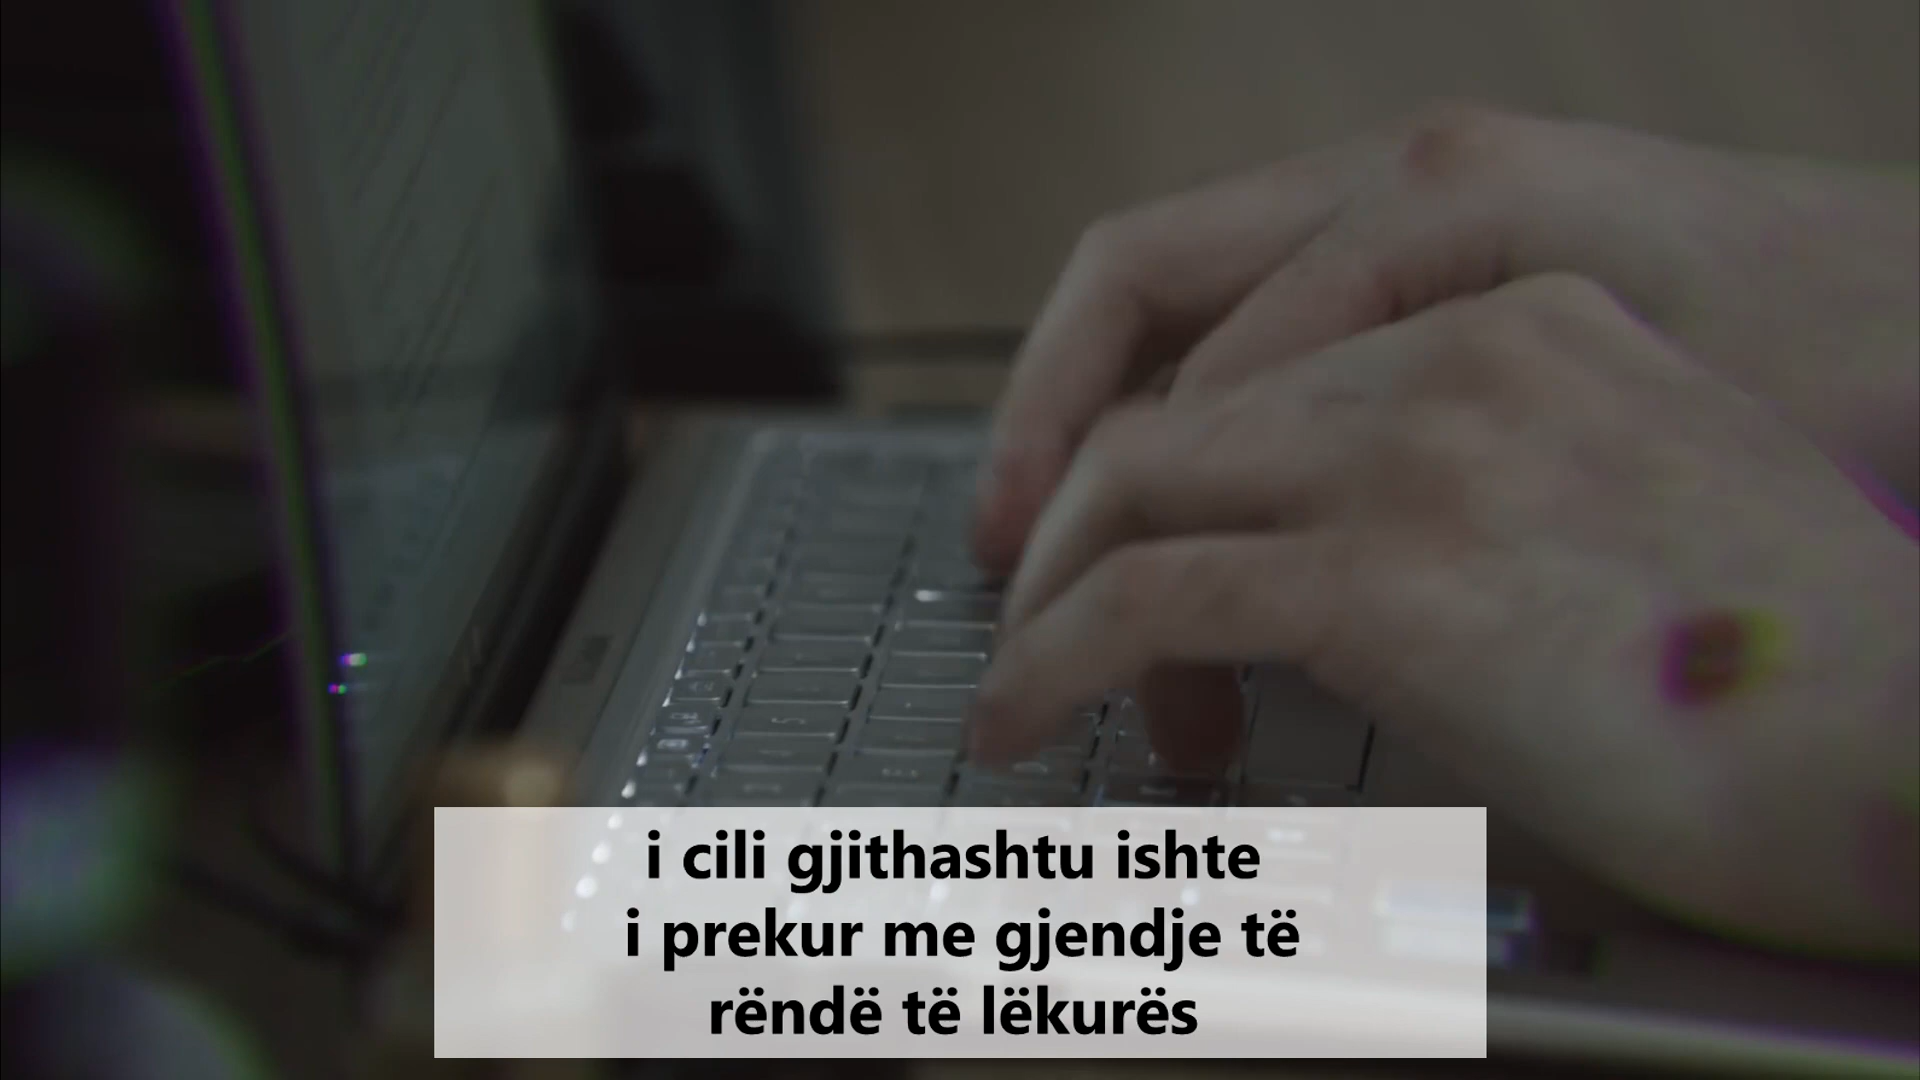 i cili gjithashtu ishte
i prekur me gjendje të
rëndë të lëkurës